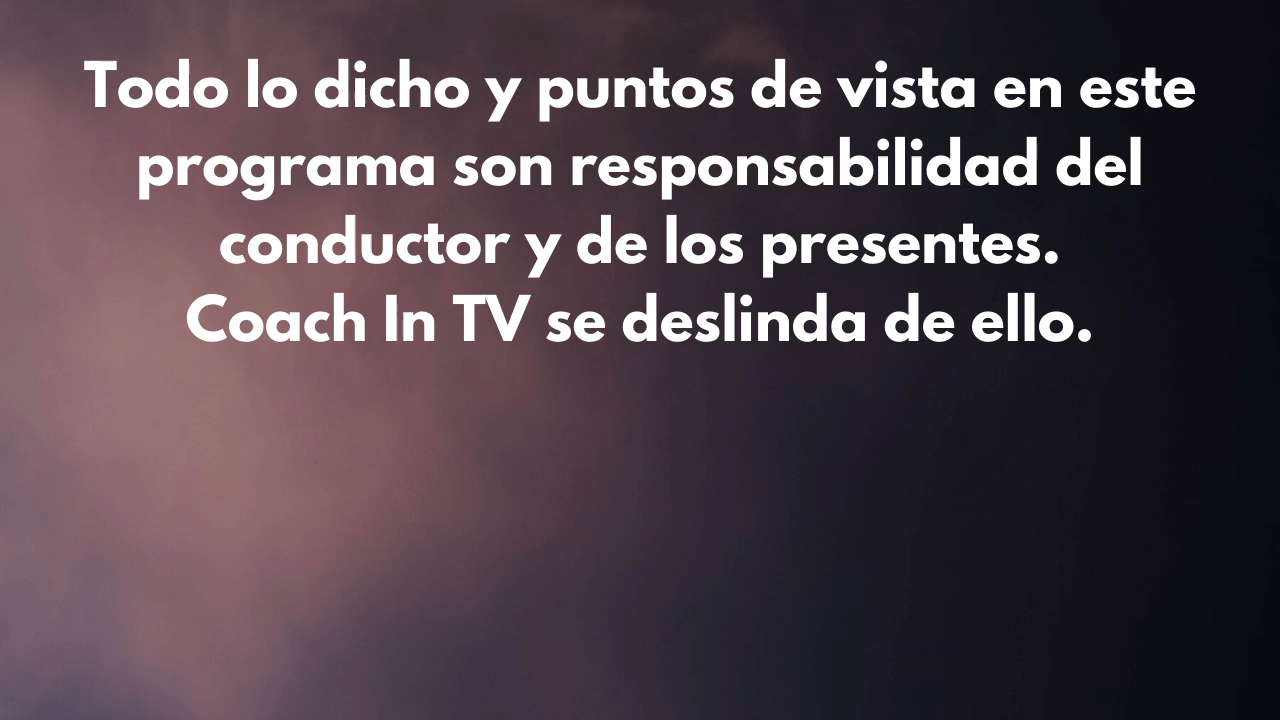 Todo lo dicho y puntos de vista en este
programa son responsabilidad del
conductor y de los presentes.
Coach In TV se deslinda de ello.